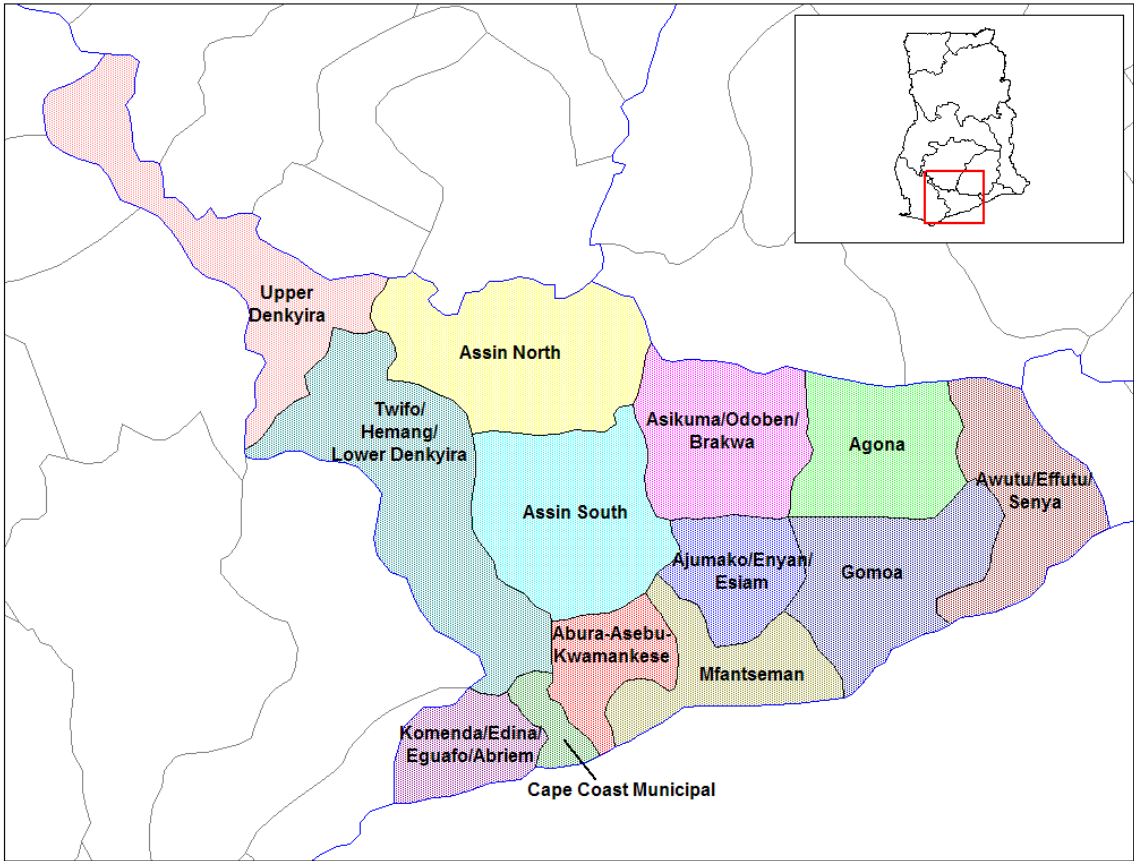 Upper
Denkyira
Assin North
Twifo/
Hemang/
Lower Denkyira
Asikuma/Odoben/
Brakwa
Agona
Awutu/Effutu/
Senya
Assin South
Ajumako/Enyan/
Esiam
Gomoa
Abura-Asebu-
Kwamankese
Mfantseman
Komenda/Edina/
Eguafo/Abriem
Cape Coast Municipal